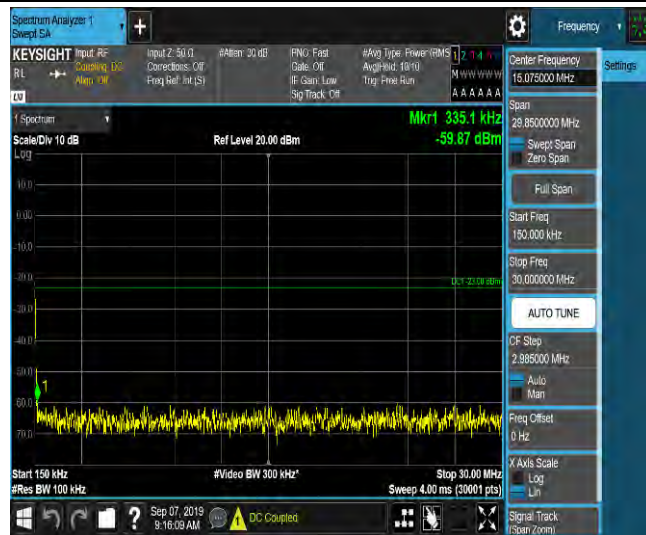 Spectrum Analyzer 1
Swept SA
+
Frequency
KEYSIGHT
RL
Input: RF
Coupling: DC
Align: Off
Input Z: 50 Ω
Corrections: Off
Freq Ref: Int (S)
#Atten: 30 dB
PNO: Fast
Gate: Off
IF Gain: Low
Sig Track: Off
#Avg Type: Power (RMS
Avg|Hold: 10/10
Trig: Free Run
M W W W W W
A A A A A A
LXI
1 Spectrum
Scale/Div 10 dB
Log
Ref Level 20.00 dBm
Mkr1 335.1 kHz
-59.87 dBm
10.0
0.00
-10.0
-20.0
DL1 -23.00 dBm
-30.0
-40.0
-50.0
1
-60.0
-70.0
Start 150 kHz
#Res BW 100 kHz
#Video BW 300 kHz*
Stop 30.00 MHz
Sweep 4.00 ms (30001 pts)
Sep 07, 2019
9:16:09 AM
DC Coupled
Center Frequency
15.075000 MHz
Settings
Span
29.8500000 MHz
Swept Span
Zero Span
Full Span
Start Freq
150.000 kHz
Stop Freq
30.000000 MHz
AUTO TUNE
CF Step
2.985000 MHz
Auto
Man
Freq Offset
0 Hz
X Axis Scale
Log
Lin
Signal Track
(Span Zoom)